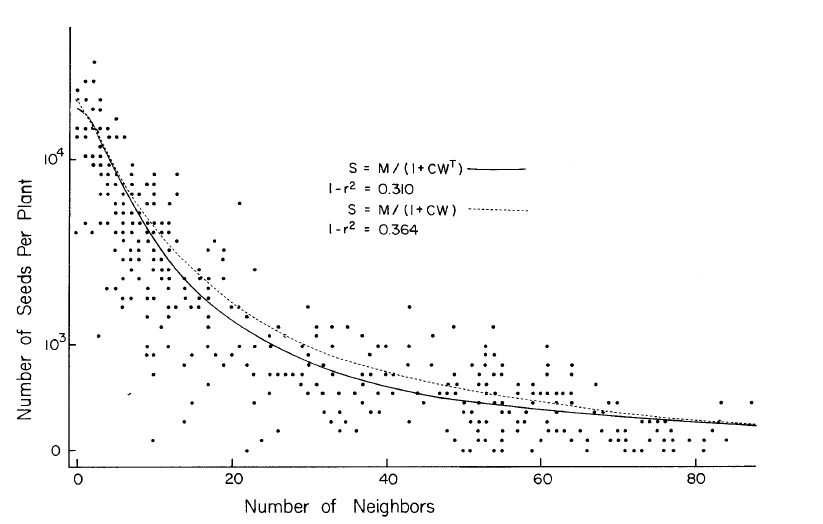 S = M/(1+CW^T)
1-r² = 0.310
S = M/(1+CW)
1-r² = 0.364
10⁴
10³
0
Number of Seeds Per Plant
0 20 40 60 80
Number of Neighbors